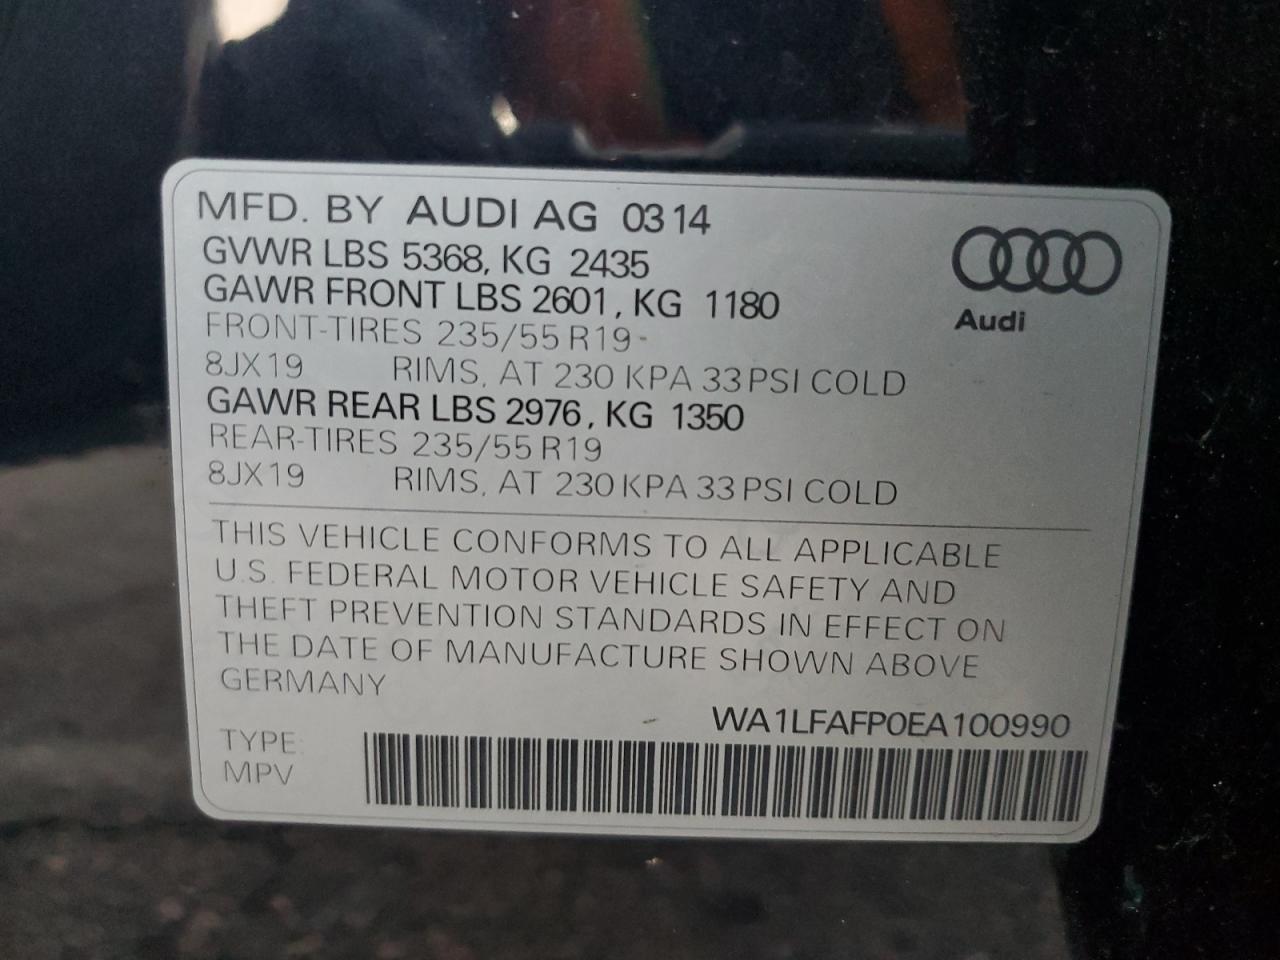 MFD. BY AUDI AG 0314
GVWR LBS 5368, KG 2435
GAWR FRONT LBS 2601, KG 1180
FRONT-TIRES 235/55 R19
8JX19 RIMS, AT 230 KPA 33 PSI COLD
GAWR REAR LBS 2976, KG 1350
REAR-TIRES 235/55 R19
8JX19 RIMS, AT 230 KPA 33 PSI COLD
Audi
THIS VEHICLE CONFORMS TO ALL APPLICABLE
U.S. FEDERAL MOTOR VEHICLE SAFETY AND
THEFT PREVENTION STANDARDS IN EFFECT ON
THE DATE OF MANUFACTURE SHOWN ABOVE
GERMANY
WA1LFAFP0EA100990
TYPE:
MPV